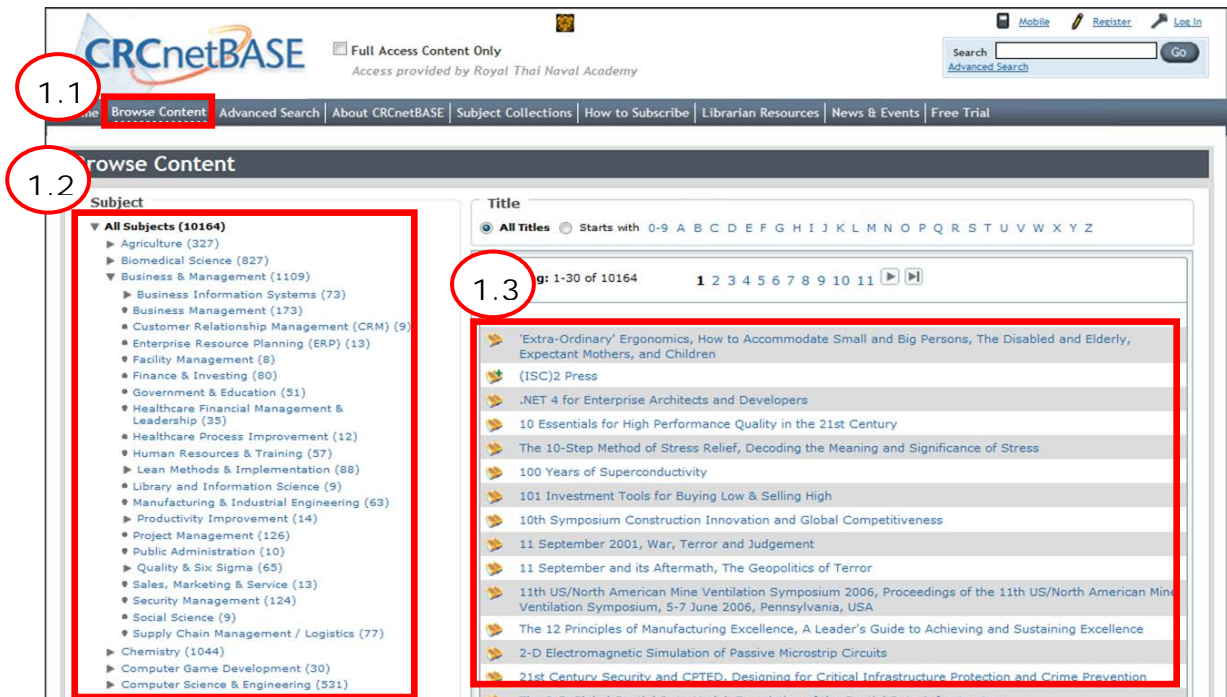 Mobile Register Log In
CRCnetBASE
Full Access Content Only
Access provided by Royal Thai Naval Academy
Search Go
Advanced Search
1.1
Browse Content Advanced Search About CRCnetBASE Subject Collections How to Subscribe Librarian Resources News & Events Free Trial
Browse Content
1.2
Subject
All Subjects (10164)
Agriculture (327)
Biomedical Science (827)
Business & Management (1109)
Business Information Systems (73)
Business Management (173)
Customer Relationship Management (CRM) (9)
Enterprise Resource Planning (ERP) (13)
Facility Management (8)
Finance & Investing (80)
Government & Education (51)
Healthcare Financial Management &
Leadership (35)
Healthcare Process Improvement (12)
Human Resources & Training (57)
Lean Methods & Implementation (88)
Library and Information Science (9)
Manufacturing & Industrial Engineering (63)
Productivity Improvement (14)
Project Management (126)
Public Administration (10)
Quality & Six Sigma (65)
Sales, Marketing & Service (13)
Security Management (124)
Social Science (9)
Supply Chain Management / Logistics (77)
Chemistry (1044)
Computer Game Development (30)
Computer Science & Engineering (531)
Title
All Titles Starts with 0-9 A B C D E F G H I J K L M N O P Q R S T U V W X Y Z
1.3
1-30 of 10164 1 2 3 4 5 6 7 8 9 10 11
'Extra-Ordinary' Ergonomics, How to Accommodate Small and Big Persons, The Disabled and Elderly,
Expectant Mothers, and Children
(ISC)2 Press
.NET 4 for Enterprise Architects and Developers
10 Essentials for High Performance Quality in the 21st Century
The 10-Step Method of Stress Relief, Decoding the Meaning and Significance of Stress
100 Years of Superconductivity
101 Investment Tools for Buying Low & Selling High
10th Symposium Construction Innovation and Global Competitiveness
11 September 2001, War, Terror and Judgement
11 September and its Aftermath, The Geopolitics of Terror
11th US/North American Mine Ventilation Symposium 2006, Proceedings of the 11th US/North American Mine
Ventilation Symposium, 5-7 June 2006, Pennsylvania, USA
The 12 Principles of Manufacturing Excellence, A Leader's Guide to Achieving and Sustaining Excellence
2-D Electromagnetic Simulation of Passive Microstrip Circuits
21st Century Security and CPTED, Designing for Critical Infrastructure Protection and Crime Prevention